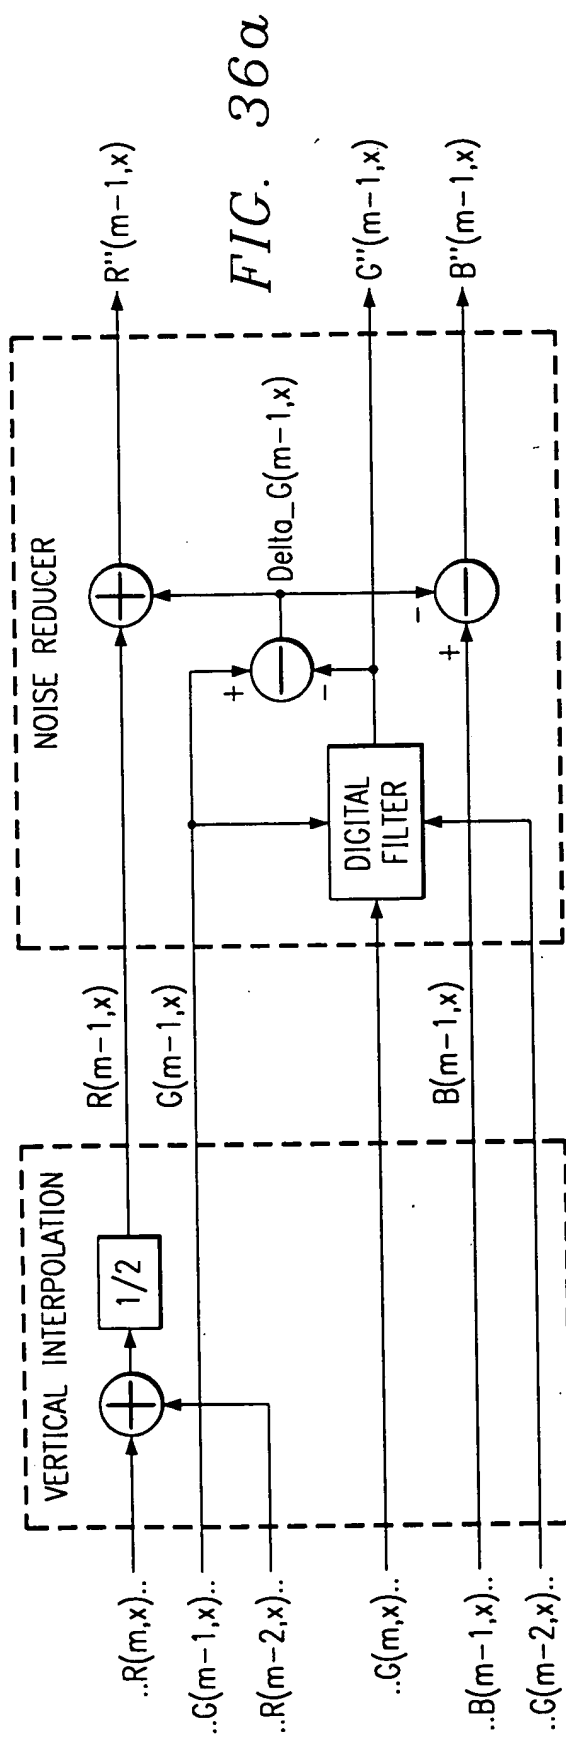 FIG. 36a
VERTICAL INTERPOLATION
NOISE REDUCER
..R(m,x)..
..G(m-1,x)..
..R(m-2,x)..
..G(m,x)..
..B(m-1,x)..
..G(m-2,x)..
1/2
R(m-1,x)
G(m-1,x)
B(m-1,x)
DIGITAL
FILTER
+
-
Delta_G(m-1,x)
+
-
R"(m-1,x)
G"(m-1,x)
B"(m-1,x)